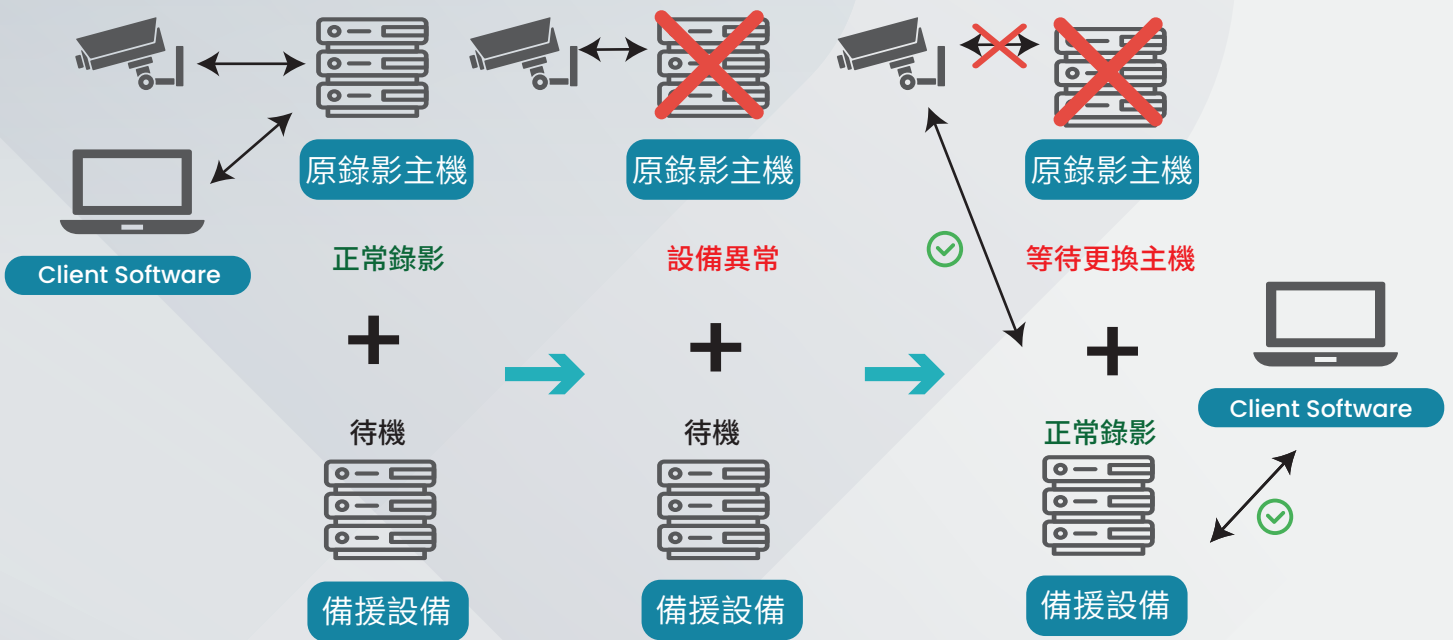 原錄影主機
原錄影主機
原錄影主機
Client Software
正常錄影
設備異常
等待更換主機
待機
待機
正常錄影
Client Software
備援設備
備援設備
備援設備